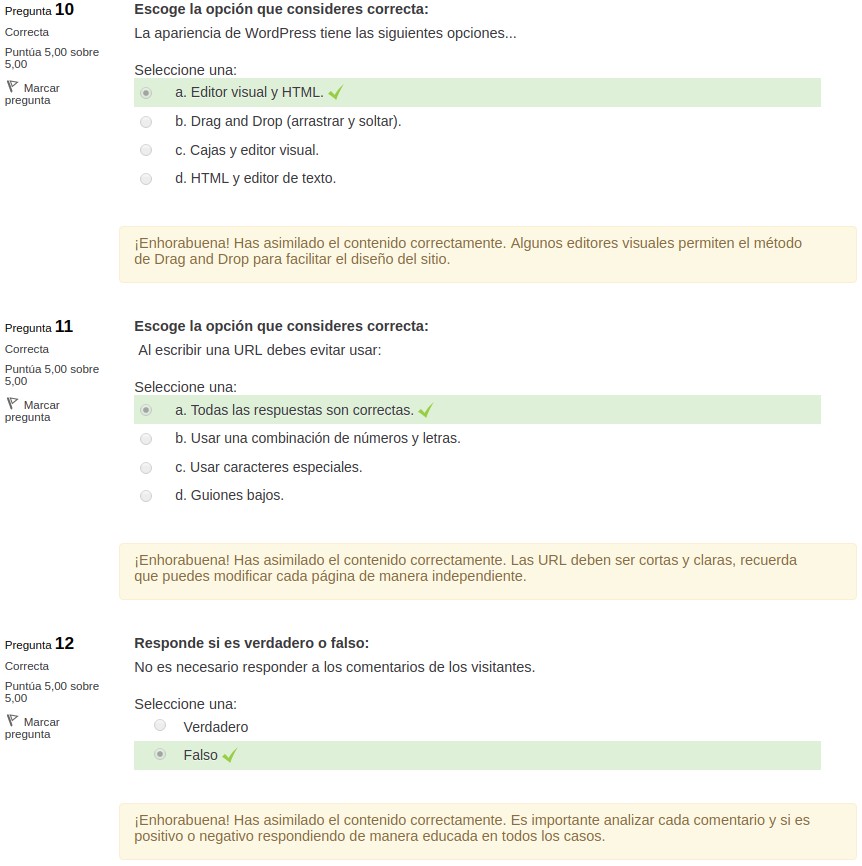 Pregunta 10
Correcta
Puntúa 5,00 sobre
5,00
Marcar
pregunta
Escoge la opción que consideres correcta:
La apariencia de WordPress tiene las siguientes opciones...
Seleccione una:
a. Editor visual y HTML.
b. Drag and Drop (arrastrar y soltar).
c. Cajas y editor visual.
d. HTML y editor de texto.
¡Enhorabuena! Has asimilado el contenido correctamente. Algunos editores visuales permiten el método
de Drag and Drop para facilitar el diseño del sitio.
Pregunta 11
Correcta
Puntúa 5,00 sobre
5,00
Marcar
pregunta
Escoge la opción que consideres correcta:
Al escribir una URL debes evitar usar:
Seleccione una:
a. Todas las respuestas son correctas.
b. Usar una combinación de números y letras.
c. Usar caracteres especiales.
d. Guiones bajos.
¡Enhorabuena! Has asimilado el contenido correctamente. Las URL deben ser cortas y claras, recuerda
que puedes modificar cada página de manera independiente.
Pregunta 12
Correcta
Puntúa 5,00 sobre
5,00
Marcar
pregunta
Responde si es verdadero o falso:
No es necesario responder a los comentarios de los visitantes.
Seleccione una:
Verdadero
Falso
¡Enhorabuena! Has asimilado el contenido correctamente. Es importante analizar cada comentario y si es
positivo o negativo respondiendo de manera educada en todos los casos.